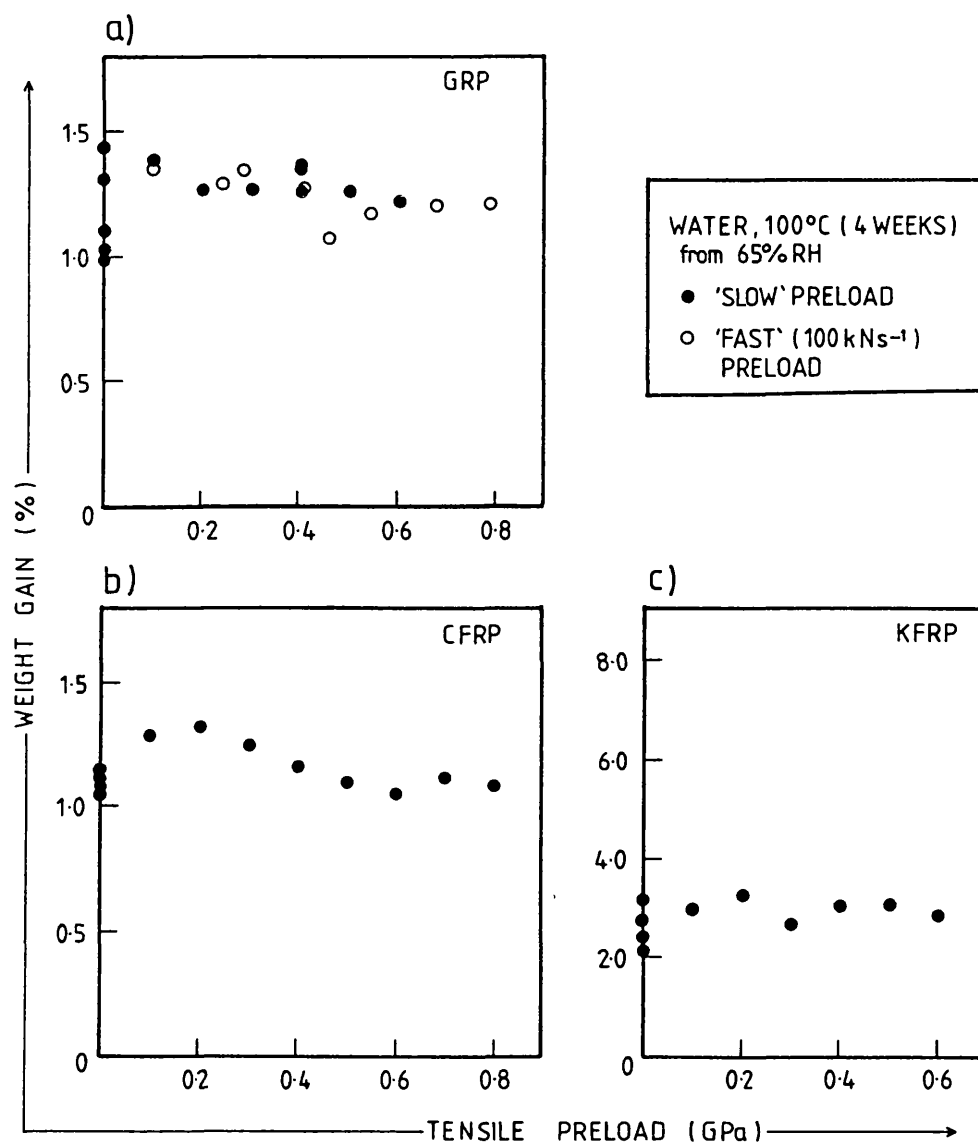 a)
GRP
1·5
1·0
0·5
0
0·2 0·4 0·6 0·8
WATER, 100°C (4 WEEKS)
from 65% RH
● 'SLOW' PRELOAD
○ 'FAST' (100 kNs⁻¹)
PRELOAD
WEIGHT GAIN (%)
b)
CFRP
1·5
1·0
0·5
0
0·2 0·4 0·6 0·8
c)
KFRP
8·0
6·0
4·0
2·0
0
0·2 0·4 0·6
TENSILE PRELOAD (GPa)